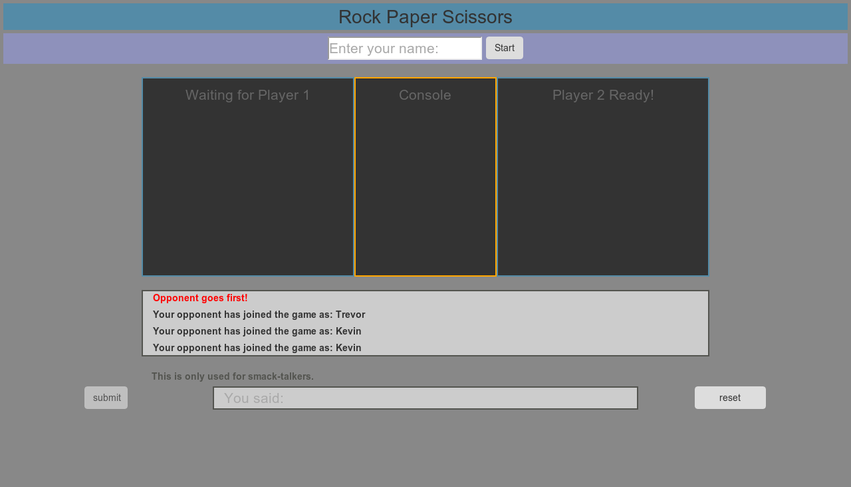 Rock Paper Scissors
Enter your name: Start
Waiting for Player 1
Console
Player 2 Ready!
Opponent goes first!
Your opponent has joined the game as: Trevor
Your opponent has joined the game as: Kevin
Your opponent has joined the game as: Kevin
This is only used for smack-talkers.
submit You said: reset